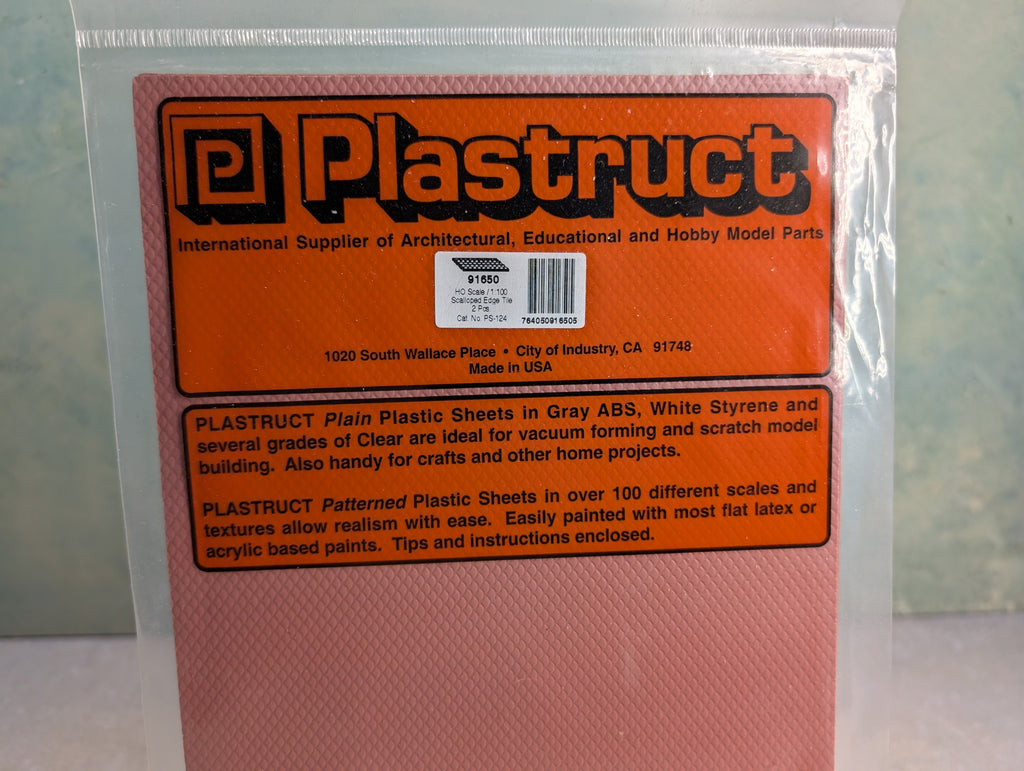 P Plastruct
International Supplier of Architectural, Educational and Hobby Model Parts
91650
HO Scale / 1:100
Scalloped Edge Tile
2 Pcs.
Cat. No. PS-124
764050916505
1020 South Wallace Place • City of Industry, CA 91748
Made in USA
PLASTRUCT Plain Plastic Sheets in Gray ABS, White Styrene and
several grades of Clear are ideal for vacuum forming and scratch model
building. Also handy for crafts and other home projects.
PLASTRUCT Patterned Plastic Sheets in over 100 different scales and
textures allow realism with ease. Easily painted with most flat latex or
acrylic based paints. Tips and instructions enclosed.